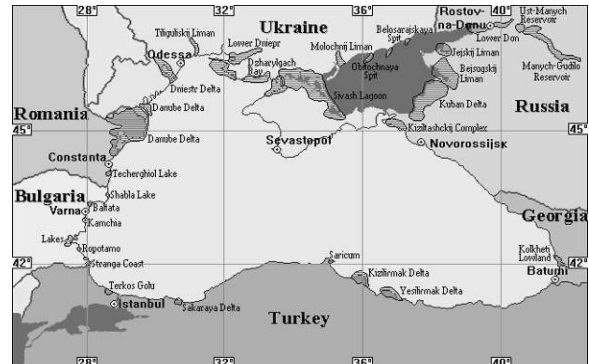 28°
32°
36°
40°
Rostov-
na-Donu
Ust-Manych
Reservoir
Tiligulskij Liman
Ukraine
Belosarajskaya
Spit
Lower Don
Odessa
Lower Dniepr
Molochnij Liman
Jejskij Liman
Dzharylgach
Bay
Obitochnaya
Spit
Bejsugskij
Liman
Manych-Gudilo
Reservoir
Dniestr Delta
Sivash Lagoon
Danube Delta
Kuban Delta
Russia
Romania
45°
45°
Danube Delta
Kiziltashckij Complex
Sevastopol
Novorossijsk
Constanta
Techerghiol Lake
Bulgaria
Shabla Lake
Varna
Baltata
Georgia
Kamchia
Lakes
Ropotamo
Kolkheti
Lowland
42°
Stranga Coast
Saricum
42°
Batumi
Kizilirmak Delta
Terkos Golu
Yesilirmak Delta
Istanbul
Sakaraya Delta
Turkey
28°
32°
36°
40°